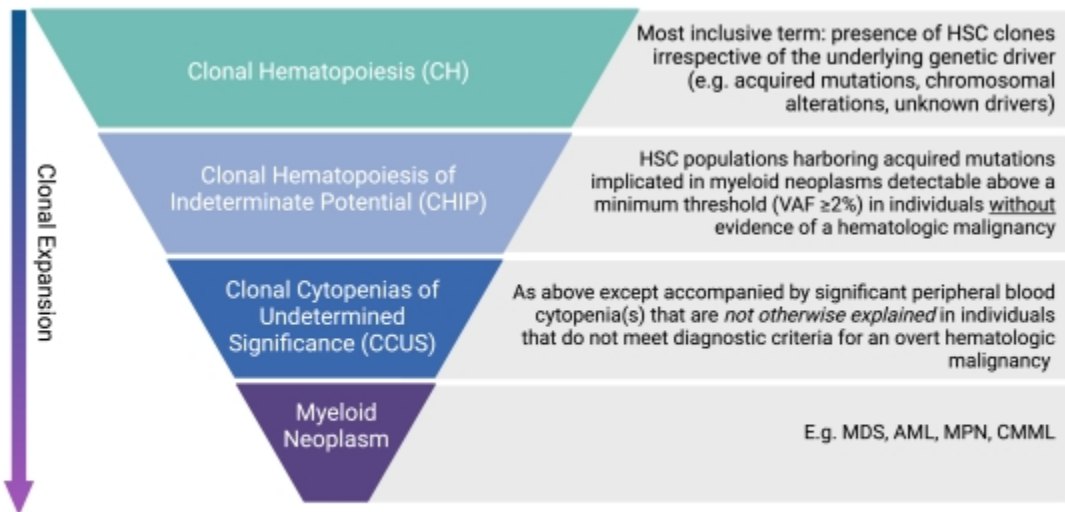 Clonal Expansion
Clonal Hematopoiesis (CH)
Most inclusive term: presence of HSC clones
irrespective of the underlying genetic driver
(e.g. acquired mutations, chromosomal
alterations, unknown drivers)
Clonal Hematopoiesis of
Indeterminate Potential (CHIP)
HSC populations harboring acquired mutations
implicated in myeloid neoplasms detectable above a
minimum threshold (VAF ≥2%) in individuals without
evidence of a hematologic malignancy
Clonal Cytopenias of
Undetermined
Significance (CCUS)
As above except accompanied by significant peripheral blood
cytopenia(s) that are not otherwise explained in individuals
that do not meet diagnostic criteria for an overt hematologic
malignancy
Myeloid
Neoplasm
E.g. MDS, AML, MPN, CMML